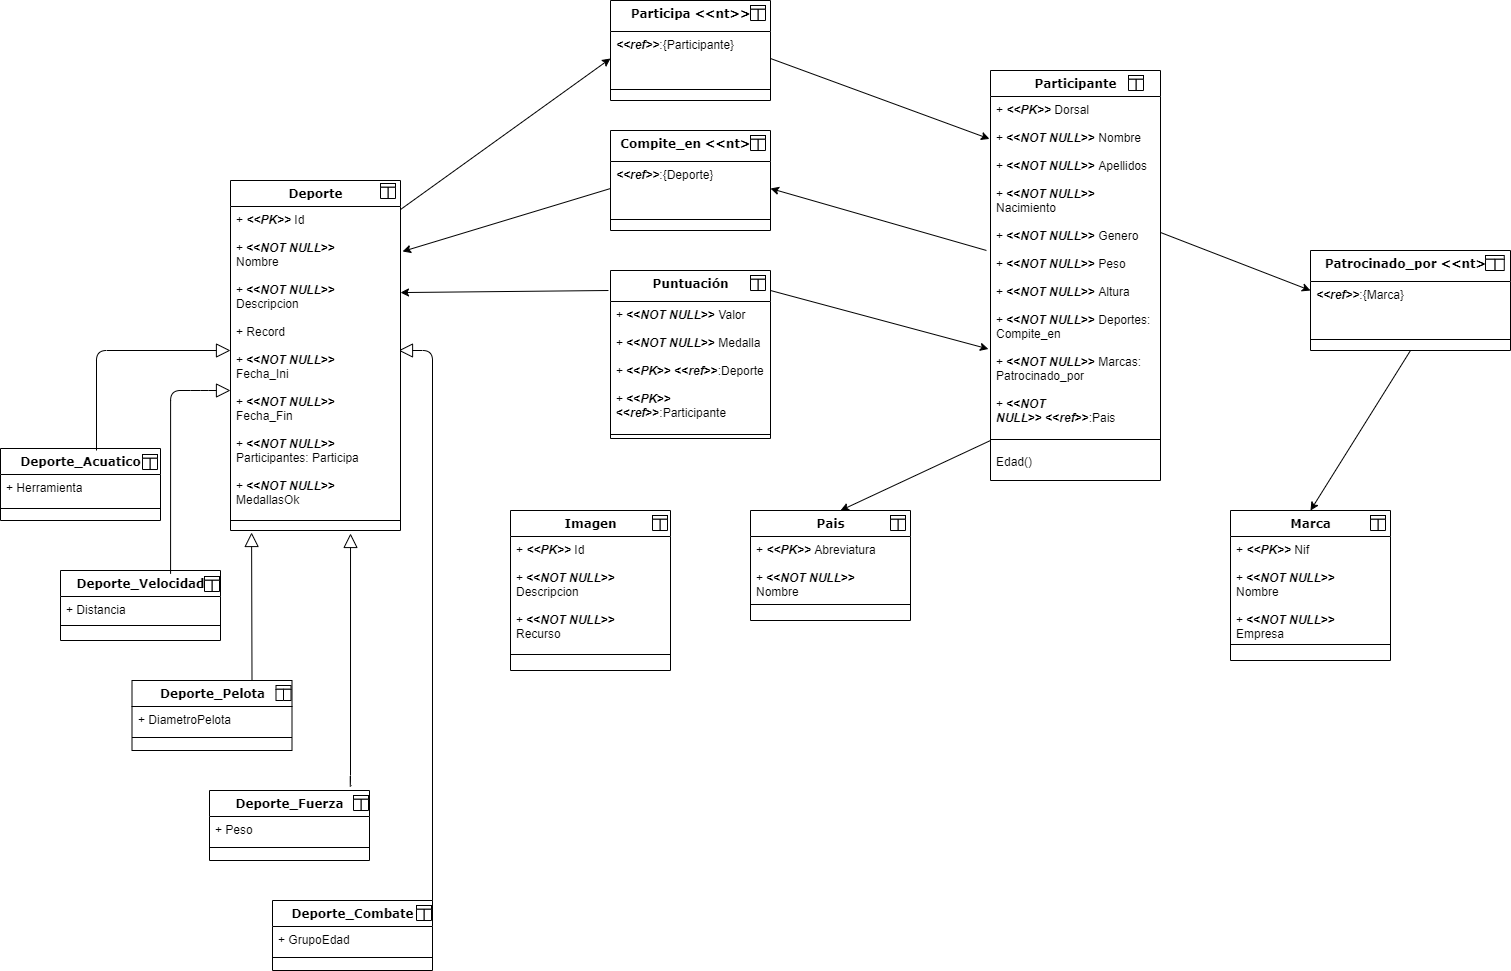 Participa <<nt>>
<<ref>>:{Participante}
Compite_en <<nt>
<<ref>>:{Deporte}
Puntuación
+ <<NOT NULL>> Valor
+ <<NOT NULL>> Medalla
+ <<PK>> <<ref>>:Deporte
+ <<PK>>
<<ref>>:Participante
Participante
+ <<PK>> Dorsal
+ <<NOT NULL>> Nombre
+ <<NOT NULL>> Apellidos
+ <<NOT NULL>>
Nacimiento
+ <<NOT NULL>> Genero
+ <<NOT NULL>> Peso
+ <<NOT NULL>> Altura
+ <<NOT NULL>> Deportes:
Compite_en
+ <<NOT NULL>> Marcas:
Patrocinado_por
+ <<NOT
NULL>> <<ref>>:Pais
Edad()
Patrocinado_por <<nt>
<<ref>>:{Marca}
Deporte
+ <<PK>> Id
+ <<NOT NULL>>
Nombre
+ <<NOT NULL>>
Descripcion
+ Record
+ <<NOT NULL>>
Fecha_Ini
+ <<NOT NULL>>
Fecha_Fin
+ <<NOT NULL>>
Participantes: Participa
+ <<NOT NULL>>
MedallasOk
Deporte_Acuatico
+ Herramienta
Deporte_Velocidad
+ Distancia
Deporte_Pelota
+ DiametroPelota
Deporte_Fuerza
+ Peso
Deporte_Combate
+ GrupoEdad
Imagen
+ <<PK>> Id
+ <<NOT NULL>>
Descripcion
+ <<NOT NULL>>
Recurso
Pais
+ <<PK>> Abreviatura
+ <<NOT NULL>>
Nombre
Marca
+ <<PK>> Nif
+ <<NOT NULL>>
Nombre
+ <<NOT NULL>>
Empresa